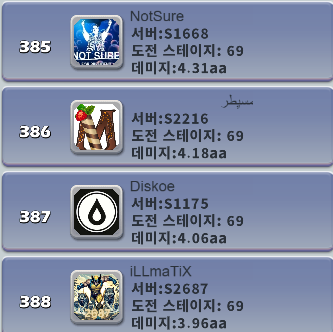 NotSure
385
NOT SURE
서버:S1668
도전 스테이지: 69
데미지:4.31aa
سيطر
386
M
서버:S2216
도전 스테이지: 69
데미지:4.18aa
Diskoe
387
서버:S1175
도전 스테이지: 69
데미지:4.06aa
iLLmaTiX
388
2687
서버:S2687
도전 스테이지: 69
데미지:3.96aa